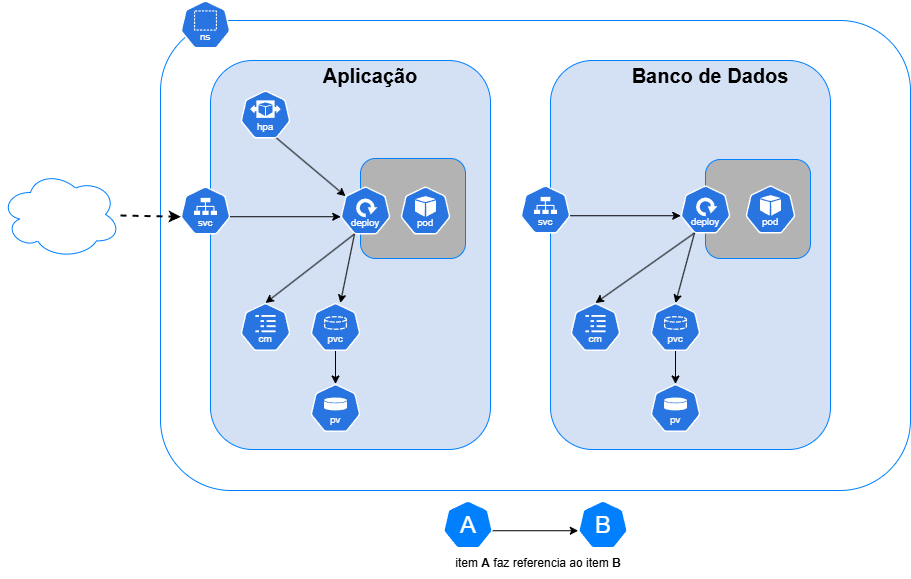 ns
Aplicação
Banco de Dados
hpa
svc
deploy
pod
svc
deploy
pod
cm
pvc
cm
pvc
pv
pv
A
B
item A faz referencia ao item B